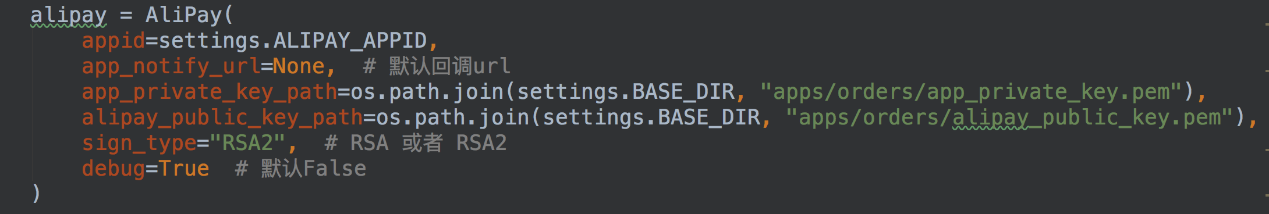 alipay = AliPay(
    appid=settings.ALIPAY_APPID,
    app_notify_url=None,  # 默认回调url
    app_private_key_path=os.path.join(settings.BASE_DIR, "apps/orders/app_private_key.pem"),
    alipay_public_key_path=os.path.join(settings.BASE_DIR, "apps/orders/alipay_public_key.pem"),
    sign_type="RSA2",  # RSA 或者 RSA2
    debug=True  # 默认False
)